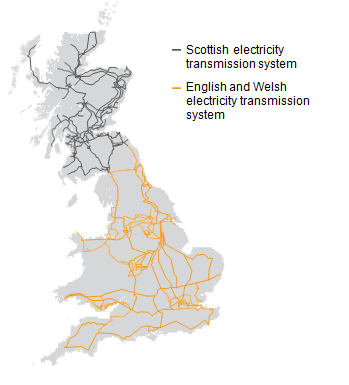 Scottish electricity
transmission system
English and Welsh
electricity transmission
system